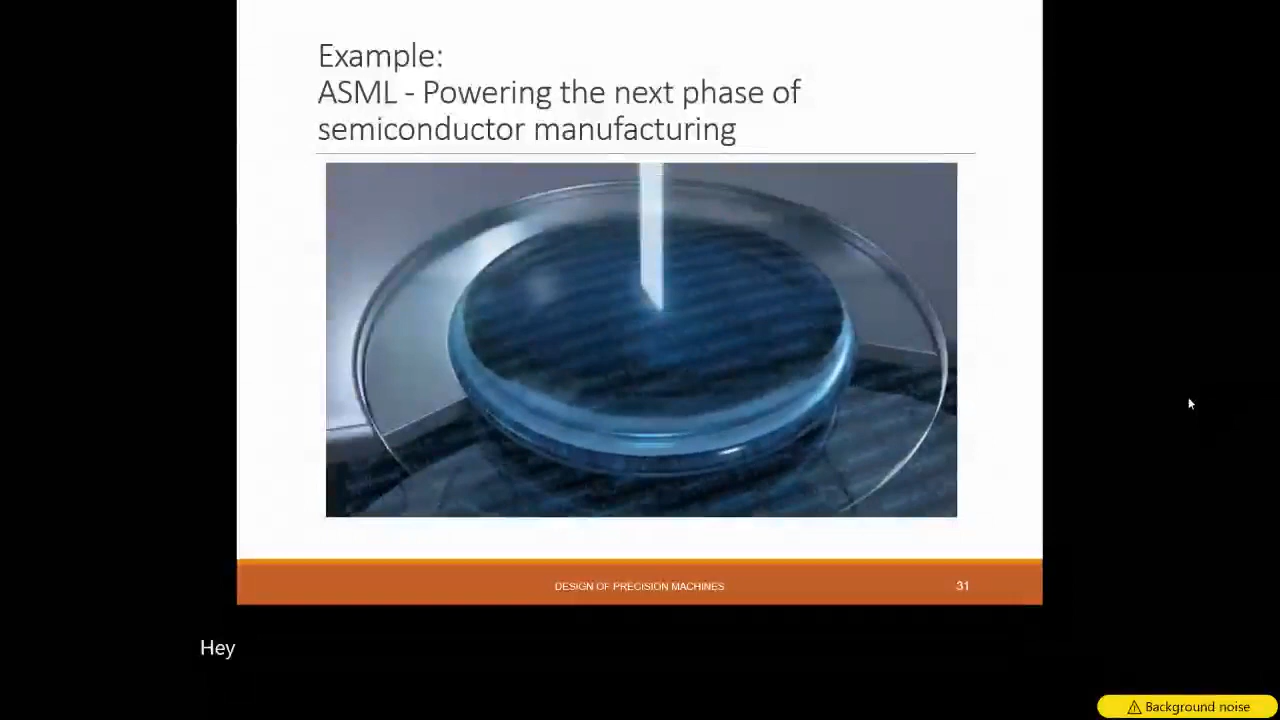 Example:
ASML - Powering the next phase of
semiconductor manufacturing
DESIGN OF PRECISION MACHINES
31
Hey
Background noise